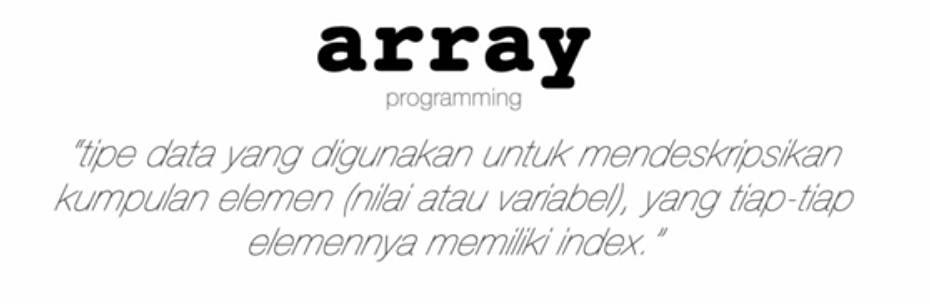 array
programming
"tipe data yang digunakan untuk mendeskripsikan
kumpulan elemen (nilai atau variabel), yang tiap-tiap
elemennya memiliki index."